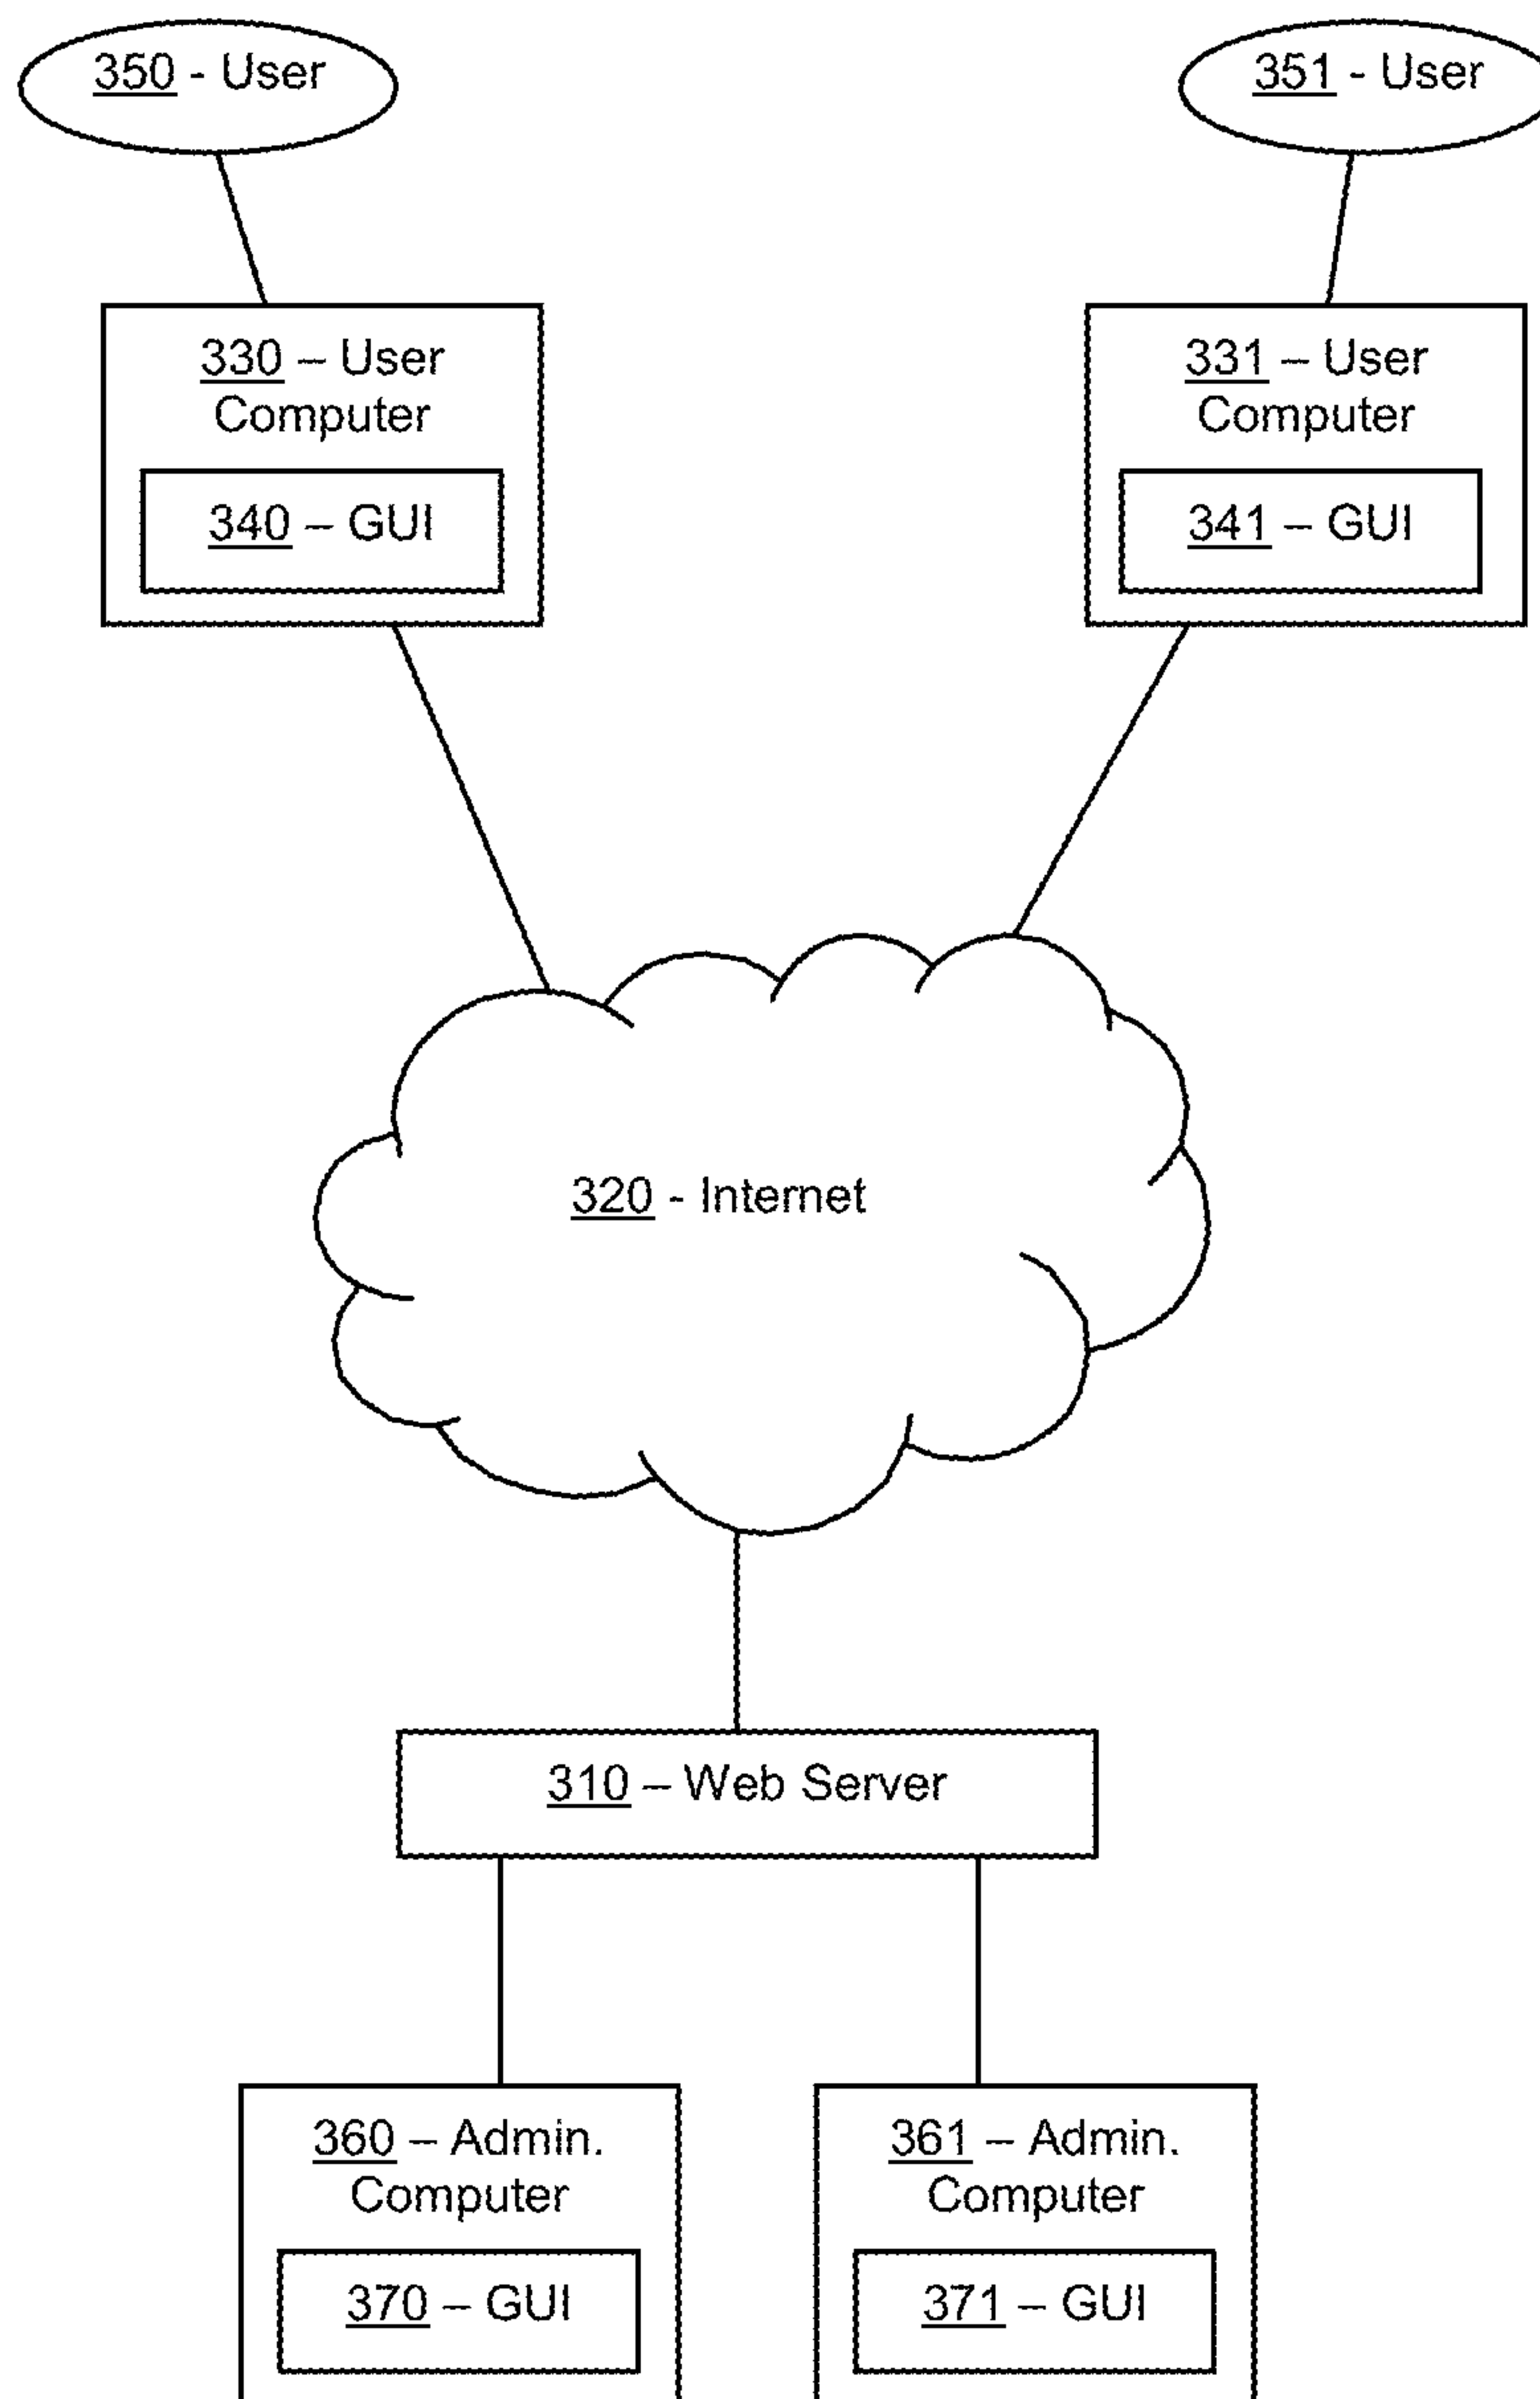 350 - User
351 - User
330 – User
Computer
340 – GUI
331 – User
Computer
341 – GUI
320 - Internet
310 – Web Server
360 – Admin.
Computer
370 – GUI
361 – Admin.
Computer
371 – GUI